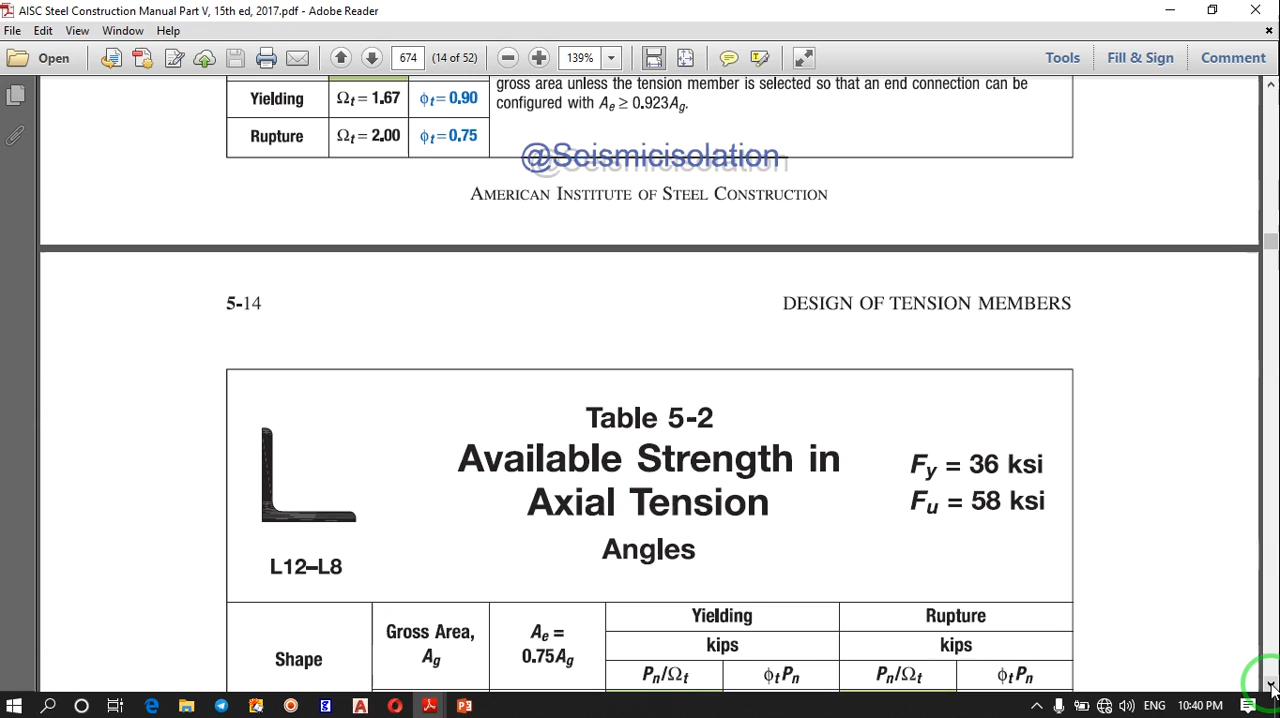 AISC Steel Construction Manual Part V, 15th ed, 2017.pdf - Adobe Reader
File Edit View Window Help
Open 674 (14 of 52) 139% Tools Fill & Sign Comment
gross area unless the tension member is selected so that an end connection can be
Yielding Ωt = 1.67 ϕt = 0.90 configured with Ae ≥ 0.923Ag.
Rupture Ωt = 2.00 ϕt = 0.75
@Seismicisolation
AMERICAN INSTITUTE OF STEEL CONSTRUCTION
5-14 DESIGN OF TENSION MEMBERS
Table 5-2
Available Strength in
Axial Tension
Angles
Fy = 36 ksi
Fu = 58 ksi
L12–L8
Shape
Gross Area,
Ag
Ae =
0.75Ag
Yielding Rupture
kips kips
Pn/Ωt ϕtPn Pn/Ωt ϕtPn
ENG 10:40 PM